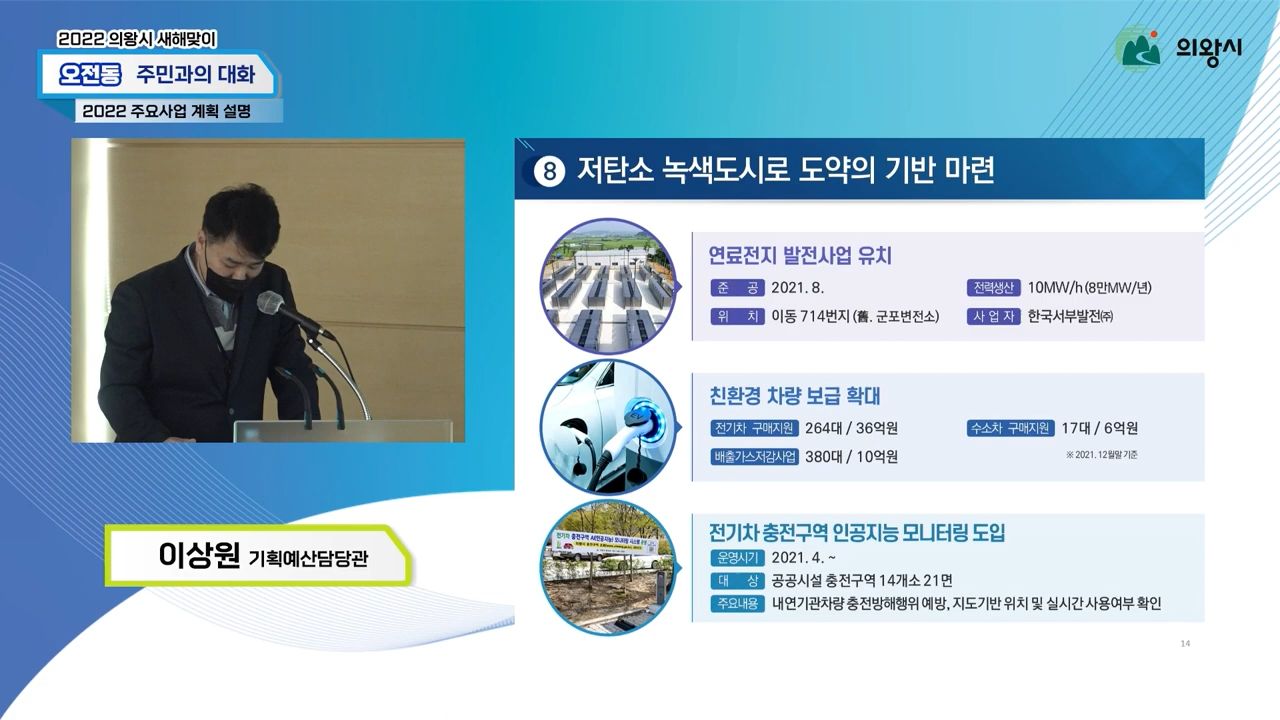 2022 의왕시 새해맞이
오전동 주민과의 대화
2022 주요사업 계획 설명
의왕시
8 저탄소 녹색도시로 도약의 기반 마련
연료전지 발전사업 유치
준 공 2021. 8.
전력생산 10MW/h (8만MW/년)
위 치 이동 714번지 (舊. 군포변전소)
사 업 자 한국서부발전㈜
친환경 차량 보급 확대
전기차 구매지원 264대 / 36억원
수소차 구매지원 17대 / 6억원
배출가스저감사업 380대 / 10억원
※ 2021. 12월말 기준
EV
전기차 충전구역 인공지능 모니터링 도입
운영시기 2021. 4. ~
대 상 공공시설 충전구역 14개소 21면
주요내용 내연기관차량 충전방해행위 예방, 지도기반 위치 및 실시간 사용여부 확인
이상원 기획예산담당관
14